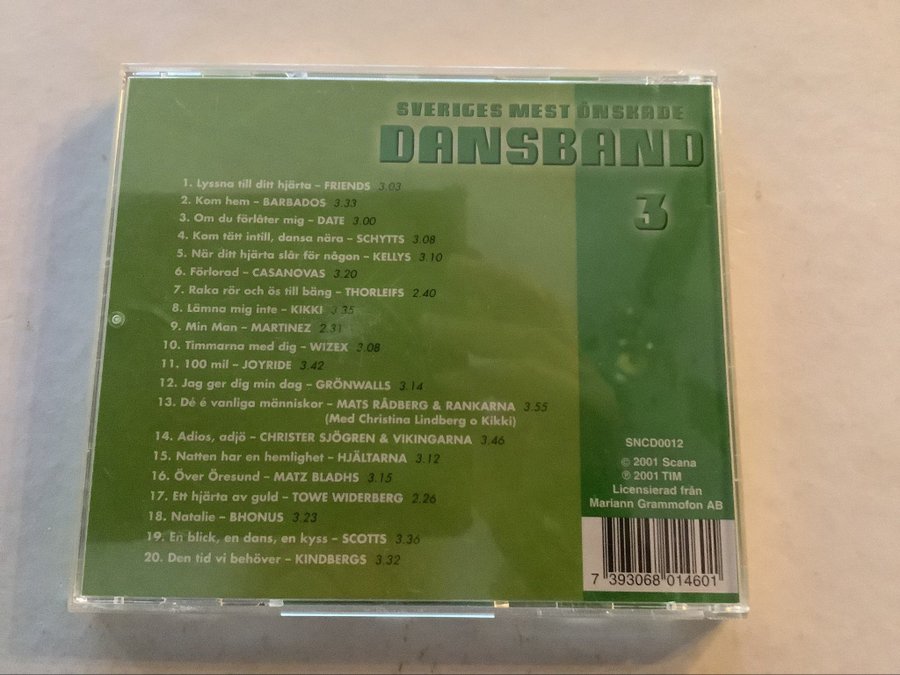 SVERIGES MEST ÖNSKADE
DANSBAND
3
1. Lyssna till ditt hjärta – FRIENDS 3.03
2. Kom hem – BARBADOS 3.33
3. Om du förlåter mig – DATE 3.00
4. Kom tätt intill, dansa nära – SCHYTTS 3.08
5. När ditt hjärta slår för någon – KELLYS 3.10
6. Förlorad – CASANOVAS 3.20
7. Raka rör och ös till bäng – THORLEIFS 2.40
8. Lämna mig inte – KIKKI 3.35
9. Min Man – MARTINEZ 2.31
10. Timmarna med dig – WIZEX 3.08
11. 100 mil – JOYRIDE 3.42
12. Jag ger dig min dag – GRÖNWALLS 3.14
13. Dé é vanliga människor – MATS RÅDBERG & RANKARNA 3.55
(Med Christina Lindberg o Kikki)
14. Adios, adjö – CHRISTER SJÖGREN & VIKINGARNA 3.46
15. Natten har en hemlighet – HJÄLTARNA 3.12
16. Över Öresund – MATZ BLADHS 3.15
17. Ett hjärta av guld – TOWE WIDERBERG 2.26
18. Natalie – BHONUS 3.23
19. En blick, en dans, en kyss – SCOTTS 3.36
20. Den tid vi behöver – KINDBERGS 3.32
SNCD0012
© 2001 Scana
℗ 2001 TIM
Licensierad från
Mariann Grammofon AB
7 393068 014601